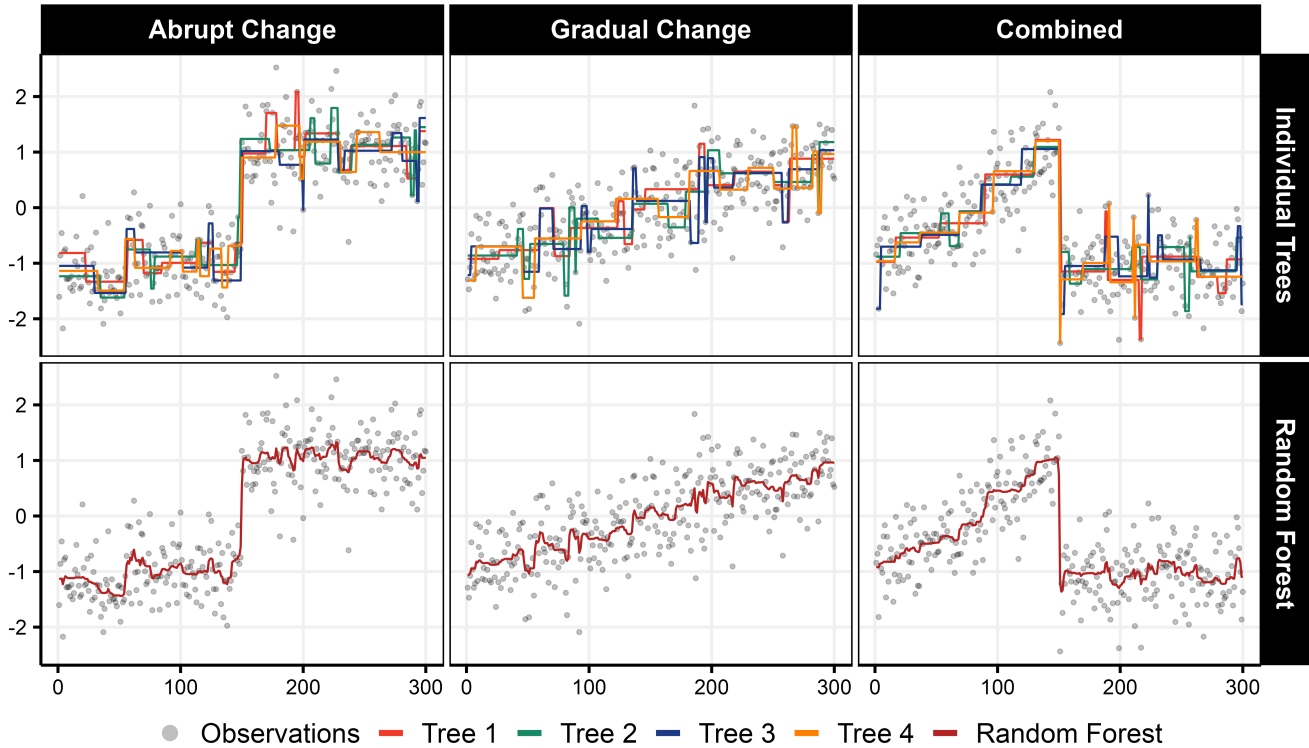 Abrupt Change
Gradual Change
Combined
2
1
0
-1
-2
Individual Trees
2
1
0
-1
-2
Random Forest
0 100 200 300
0 100 200 300
0 100 200 300
Observations Tree 1 Tree 2 Tree 3 Tree 4 Random Forest